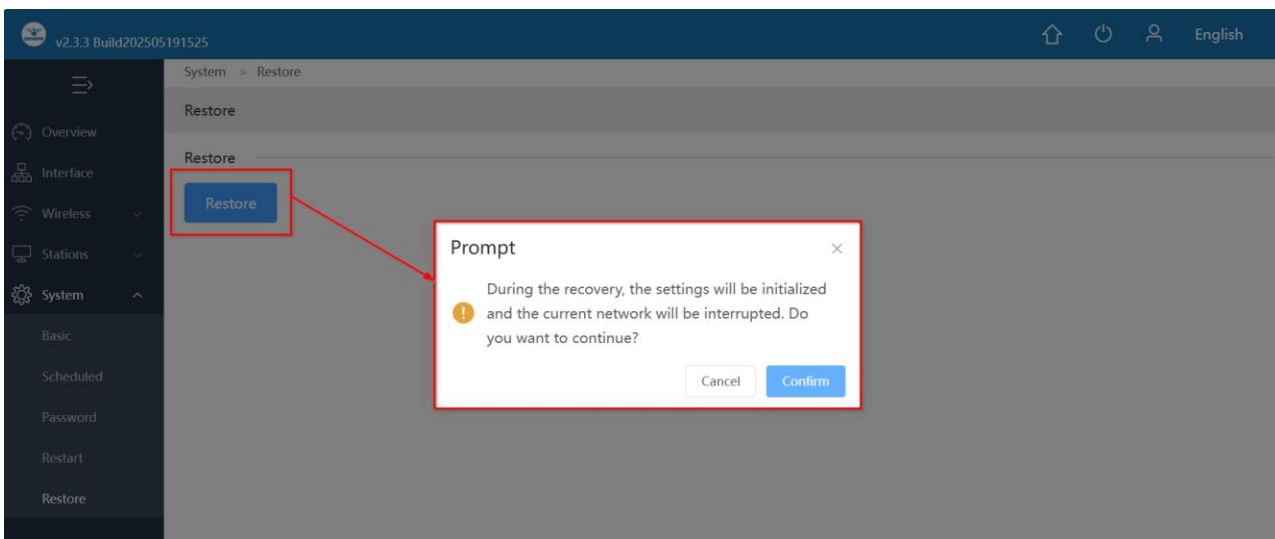 v2.3.3 Build202505191525
English
System > Restore
Restore
Overview
Interface
Wireless
Stations
System
Basic
Scheduled
Password
Restart
Restore
Restore
Restore
Prompt
During the recovery, the settings will be initialized
and the current network will be interrupted. Do
you want to continue?
Cancel Confirm